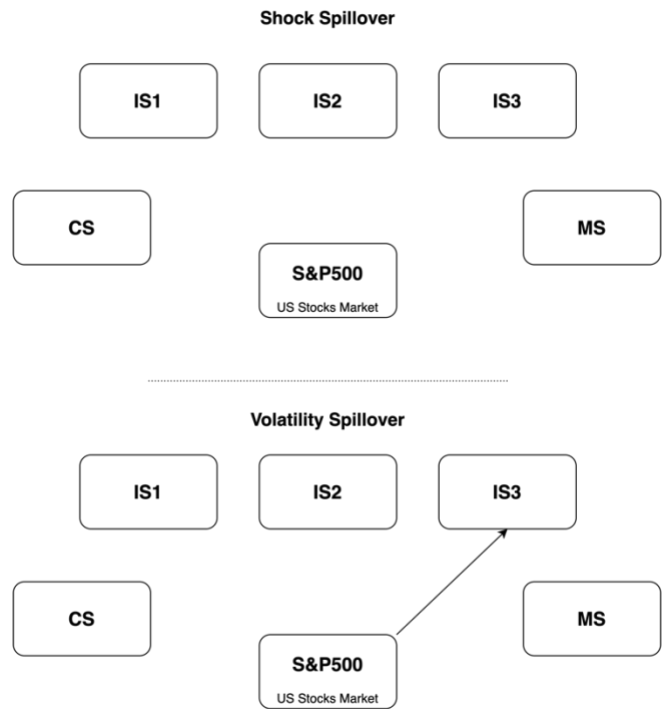 Shock Spillover
IS1
IS2
IS3
CS
MS
S&P500
US Stocks Market
Volatility Spillover
IS1
IS2
IS3
CS
MS
S&P500
US Stocks Market